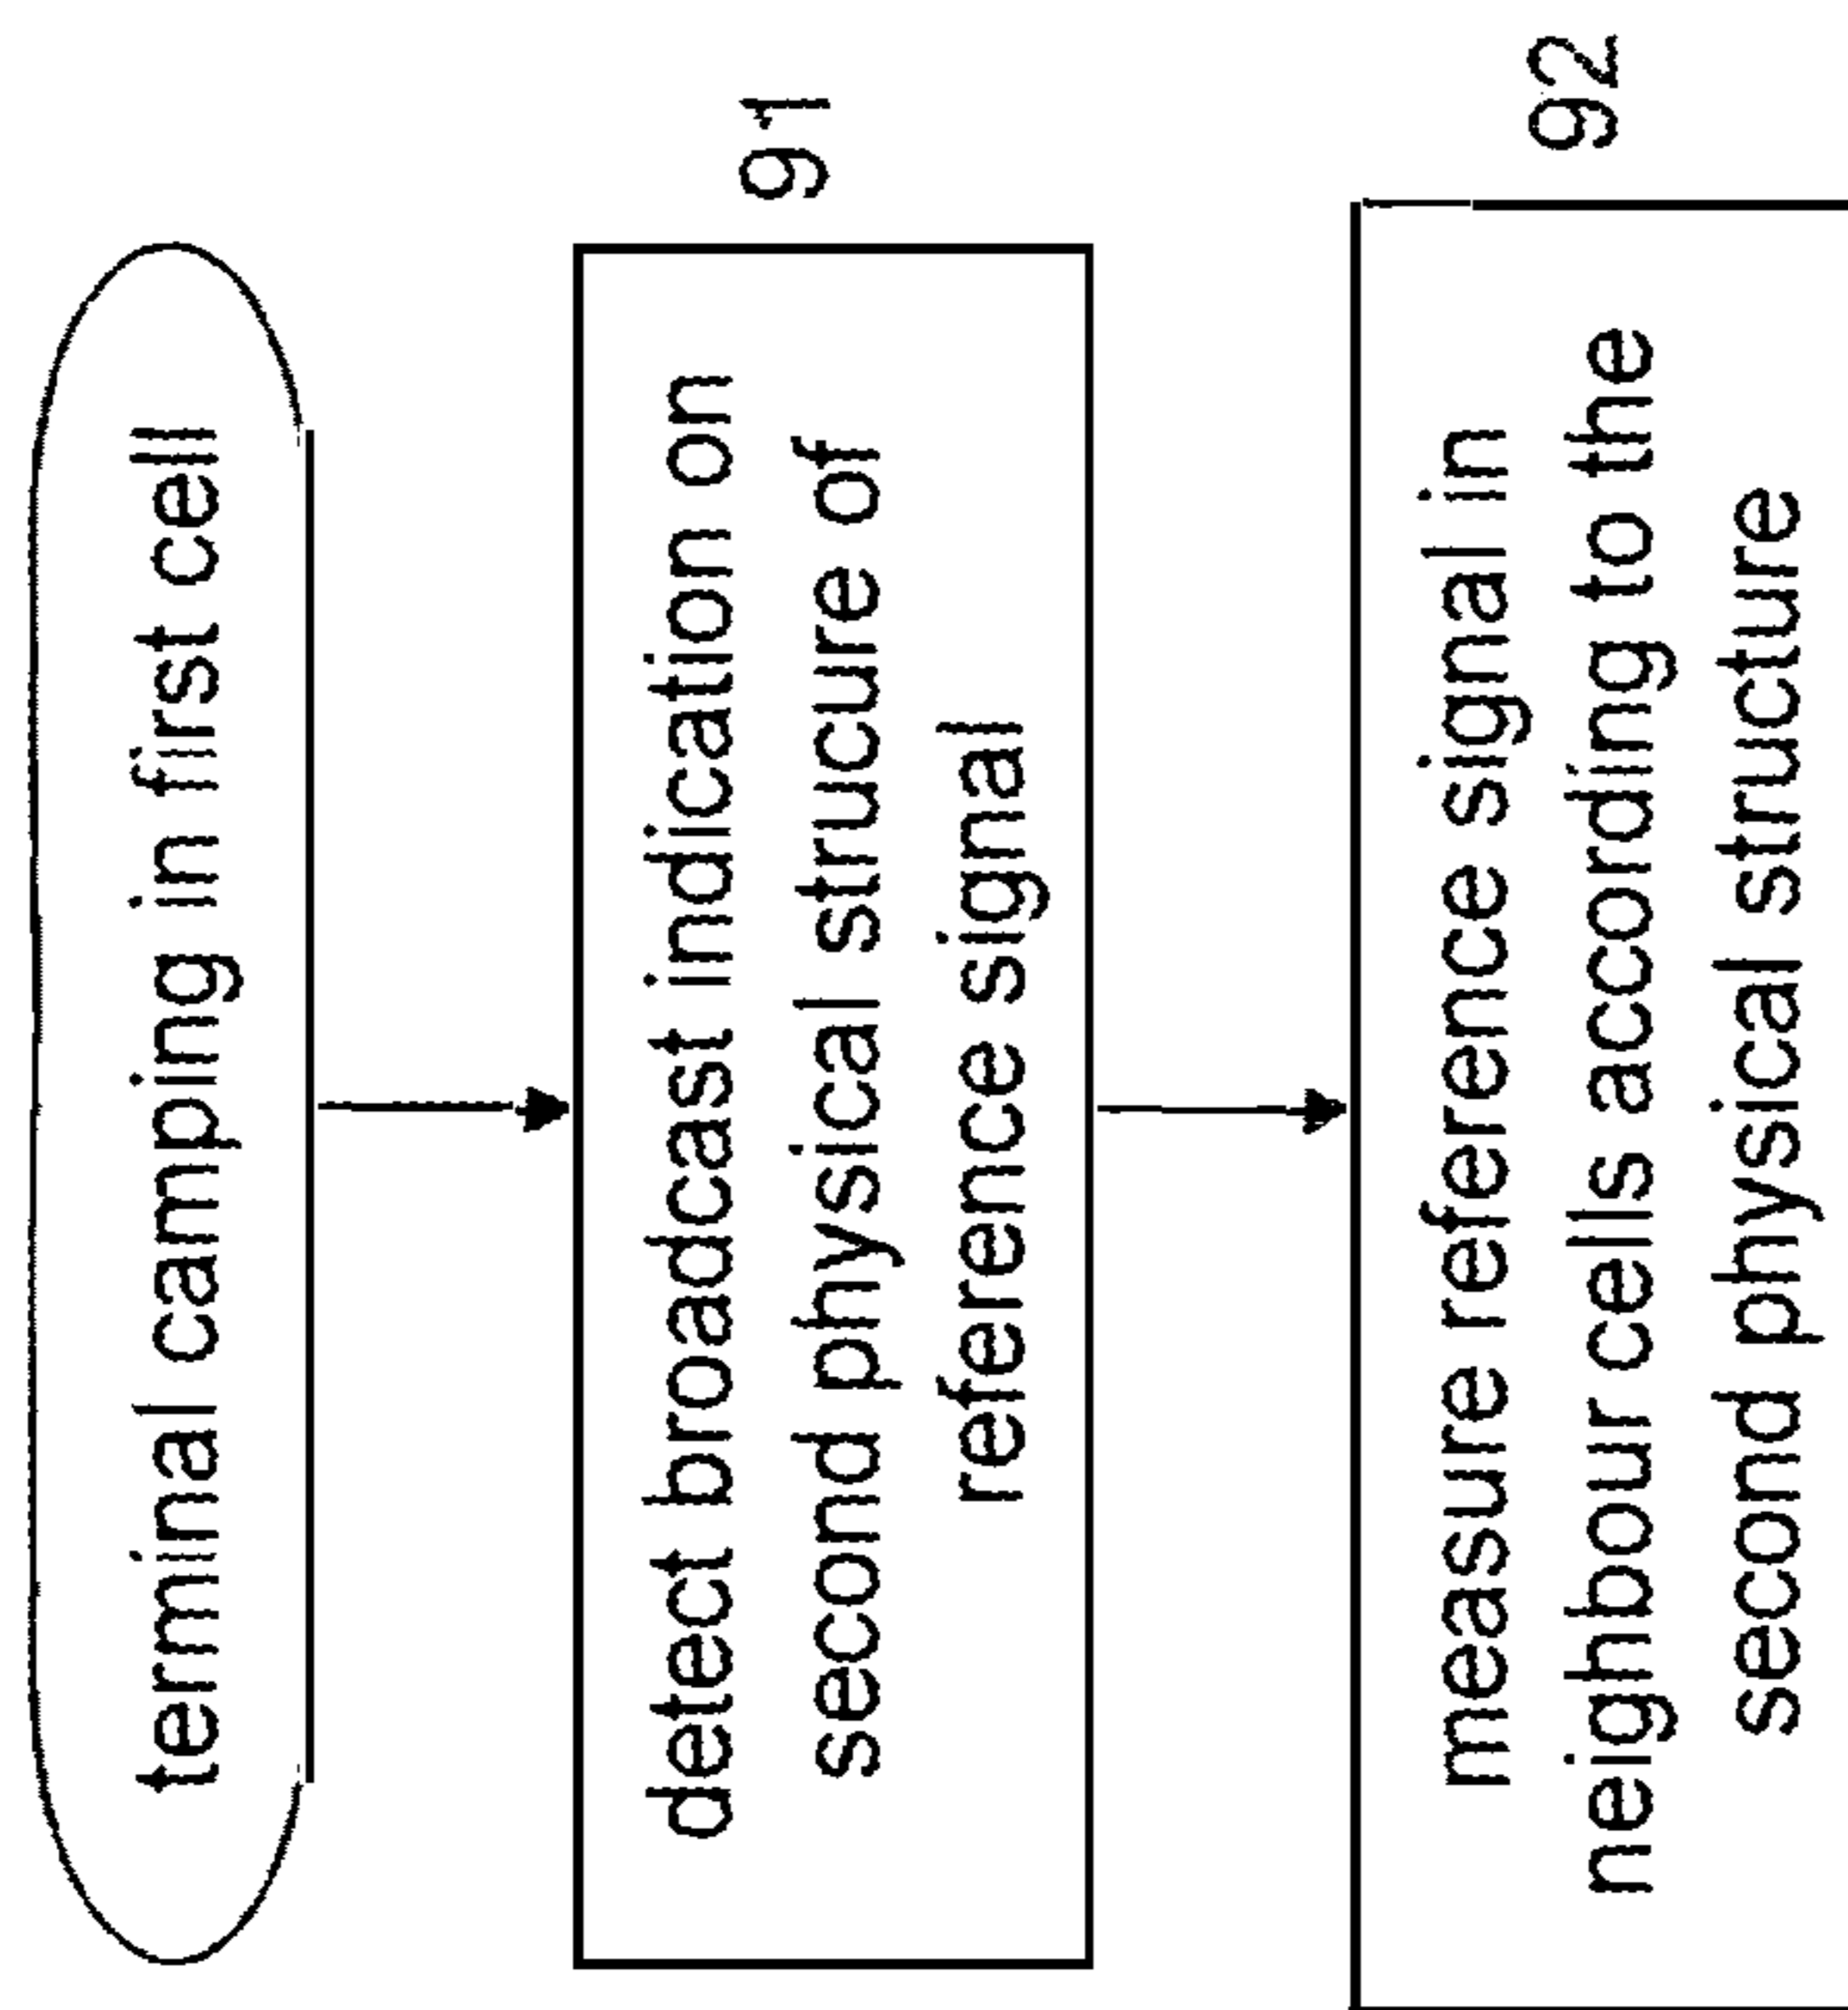 terminal camping in first cell
91
detect broadcast indication on
second physical strucure of
reference signal
92
measure reference signal in
neighbour cells according to the
second physical structure